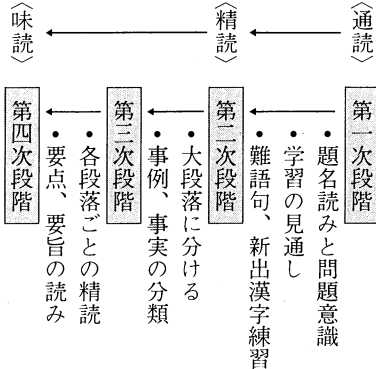 〈通読〉
第一次段階
・題名読みと問題意識
・学習の見通し
・難語句、新出漢字練習
〈精読〉
第二次段階
・大段落に分ける
・事例、事実の分類
第三次段階
・各段落ごとの精読
・要点、要旨の読み
〈味読〉
第四次段階